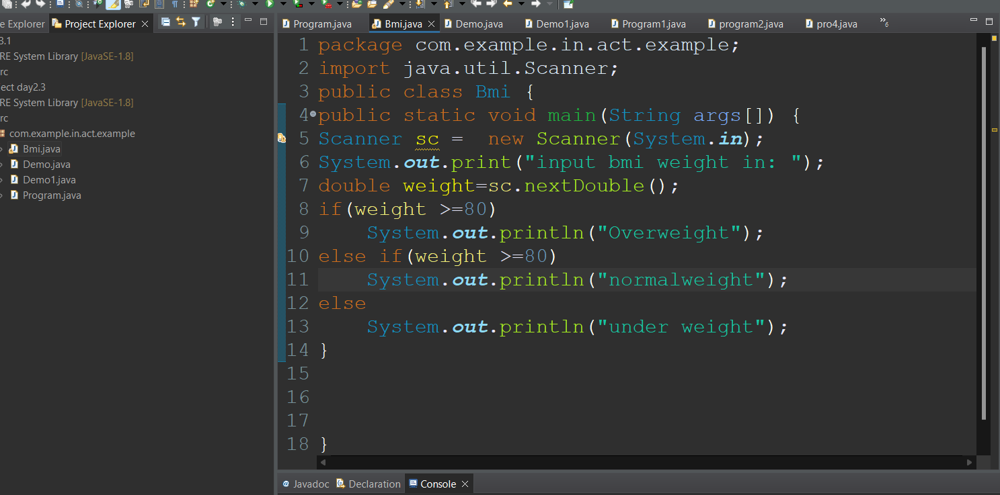 e Explorer Project Explorer Program.java Bmi.java Demo.java Demo1.java Program1.java program2.java pro4.java »6
3.1
RE System Library [JavaSE-1.8]
rc
ect day2.3
RE System Library [JavaSE-1.8]
rc
com.example.in.act.example
Bmi.java
Demo.java
Demo1.java
Program.java
1 package com.example.in.act.example;
2 import java.util.Scanner;
3 public class Bmi {
4 public static void main(String args[]) {
5 Scanner sc =  new Scanner(System.in);
6 System.out.print("input bmi weight in: ");
7 double weight=sc.nextDouble();
8 if(weight >=80)
9     System.out.println("Overweight");
10 else if(weight >=80)
11     System.out.println("normalweight");
12 else
13     System.out.println("under weight");
14 }
15
16
17
18 }
@ Javadoc Declaration Console